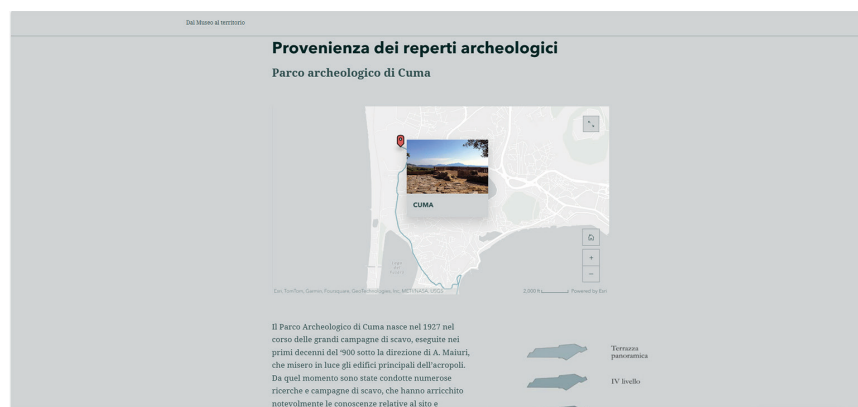 Dal Museo al territorio
Provenienza dei reperti archeologici
Parco archeologico di Cuma
CUMA
Powered by Esri
Il Parco Archeologico di Cuma nasce nel 1927 nel
corso delle grandi campagne di scavo, eseguite nei
primi decenni del ‘900 sotto la direzione di A. Maiuri,
che misero in luce gli edifici principali dell’acropoli.
Da quel momento sono state condotte numerose
ricerche e campagne di scavo, che hanno arricchito
notevolmente le conoscenze relative al sito e
Terrazza
panoramica
IV livello